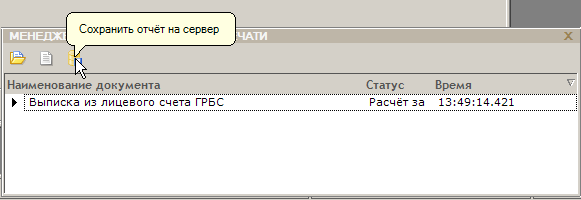 Сохранить отчёт на сервер
МЕНЕДЖЕ ЧАТИ X
Наименование документа Статус Время
Выписка из лицевого счета ГРБС Расчёт за 13:49:14.421